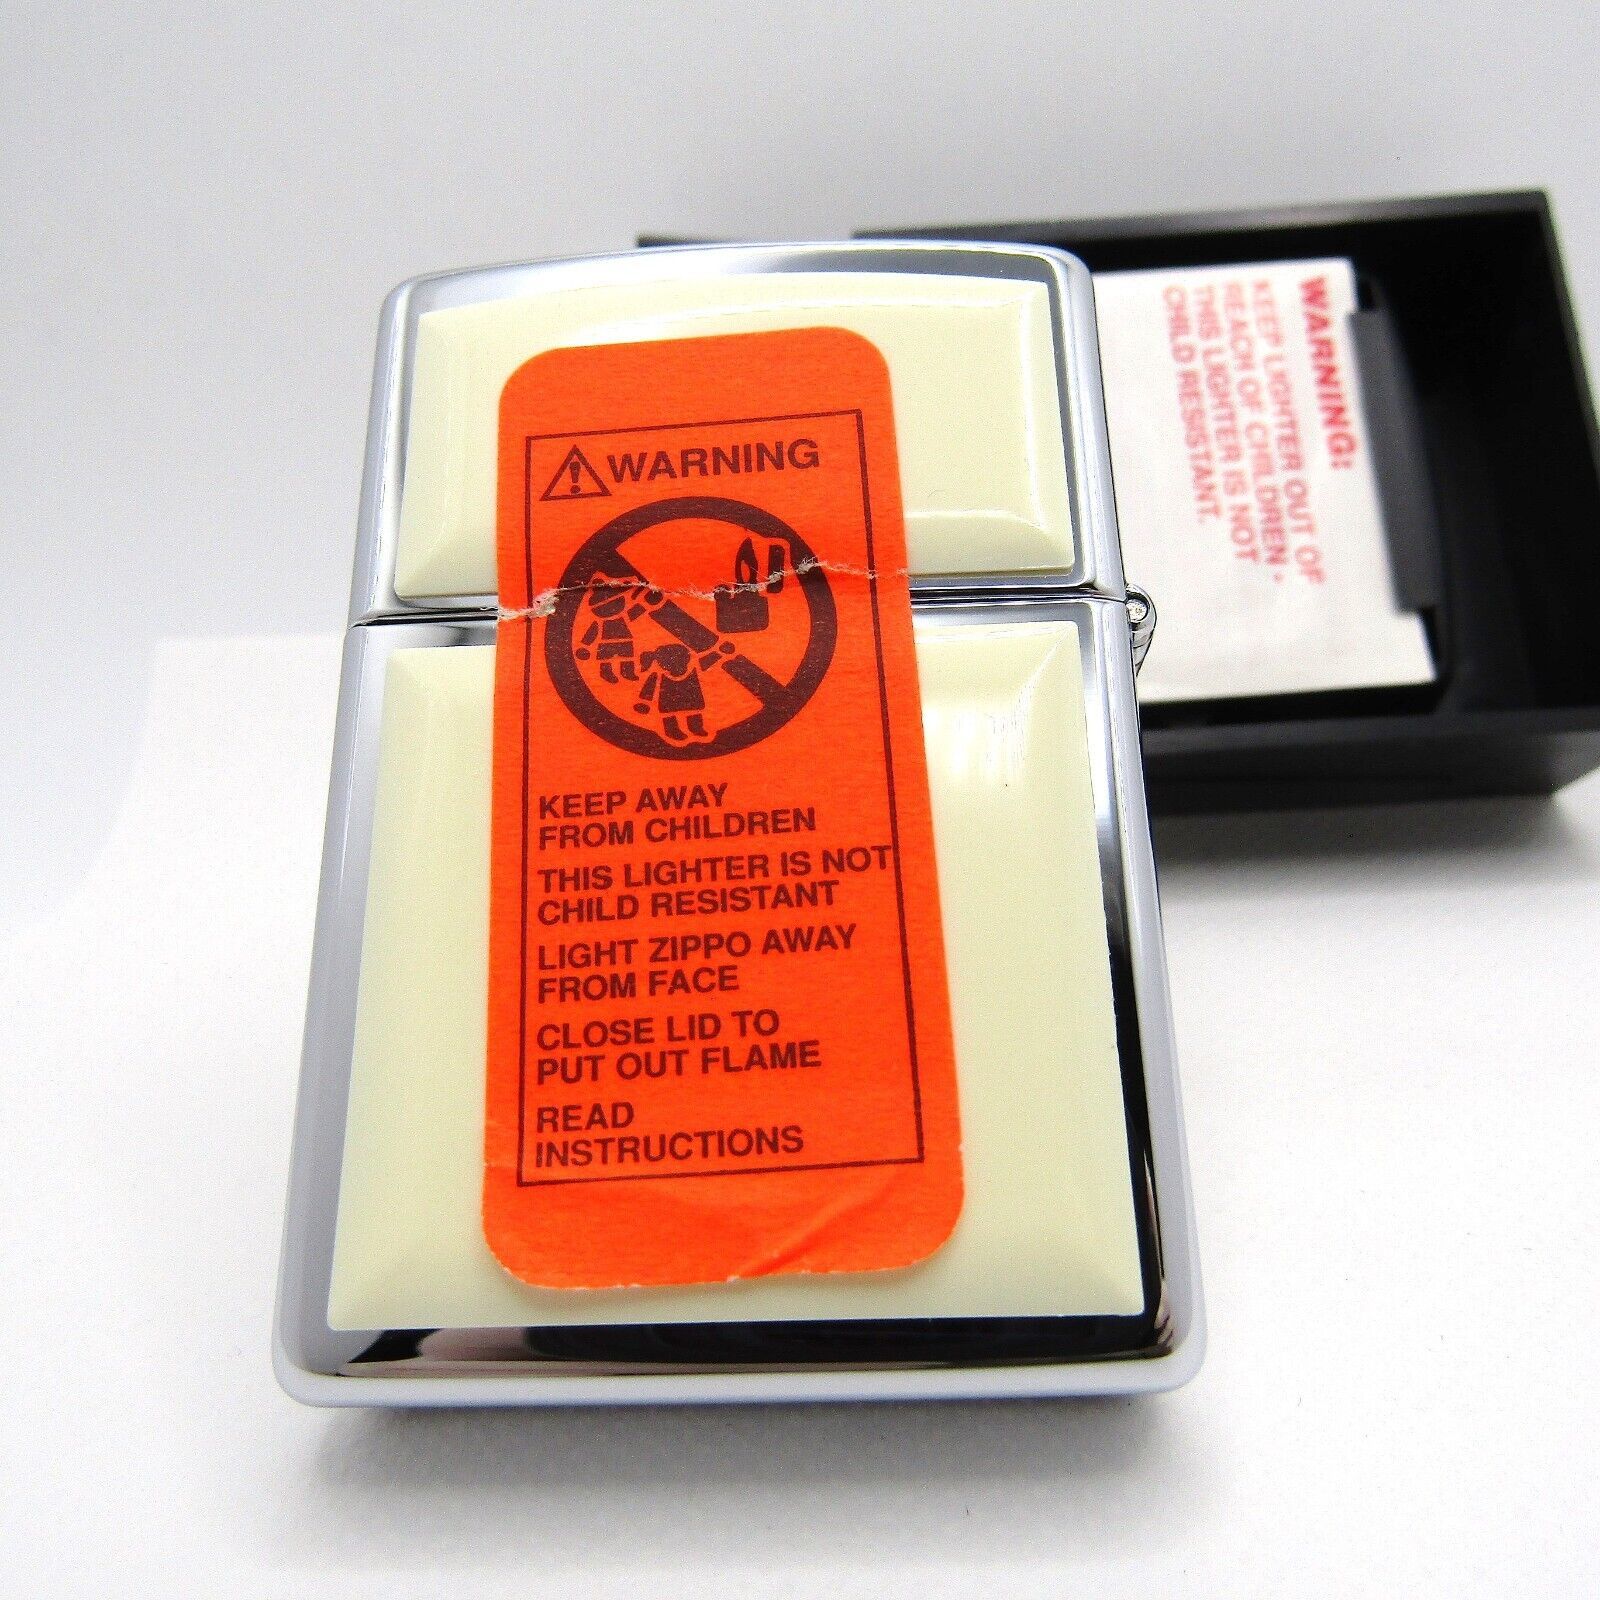 WARNING
KEEP AWAY
FROM CHILDREN
THIS LIGHTER IS NOT
CHILD RESISTANT
LIGHT ZIPPO AWAY
FROM FACE
CLOSE LID TO
PUT OUT FLAME
READ
INSTRUCTIONS
WARNING:
KEEP LIGHTER OUT OF
REACH OF CHILDREN.
THIS LIGHTER IS NOT
CHILD RESISTANT.